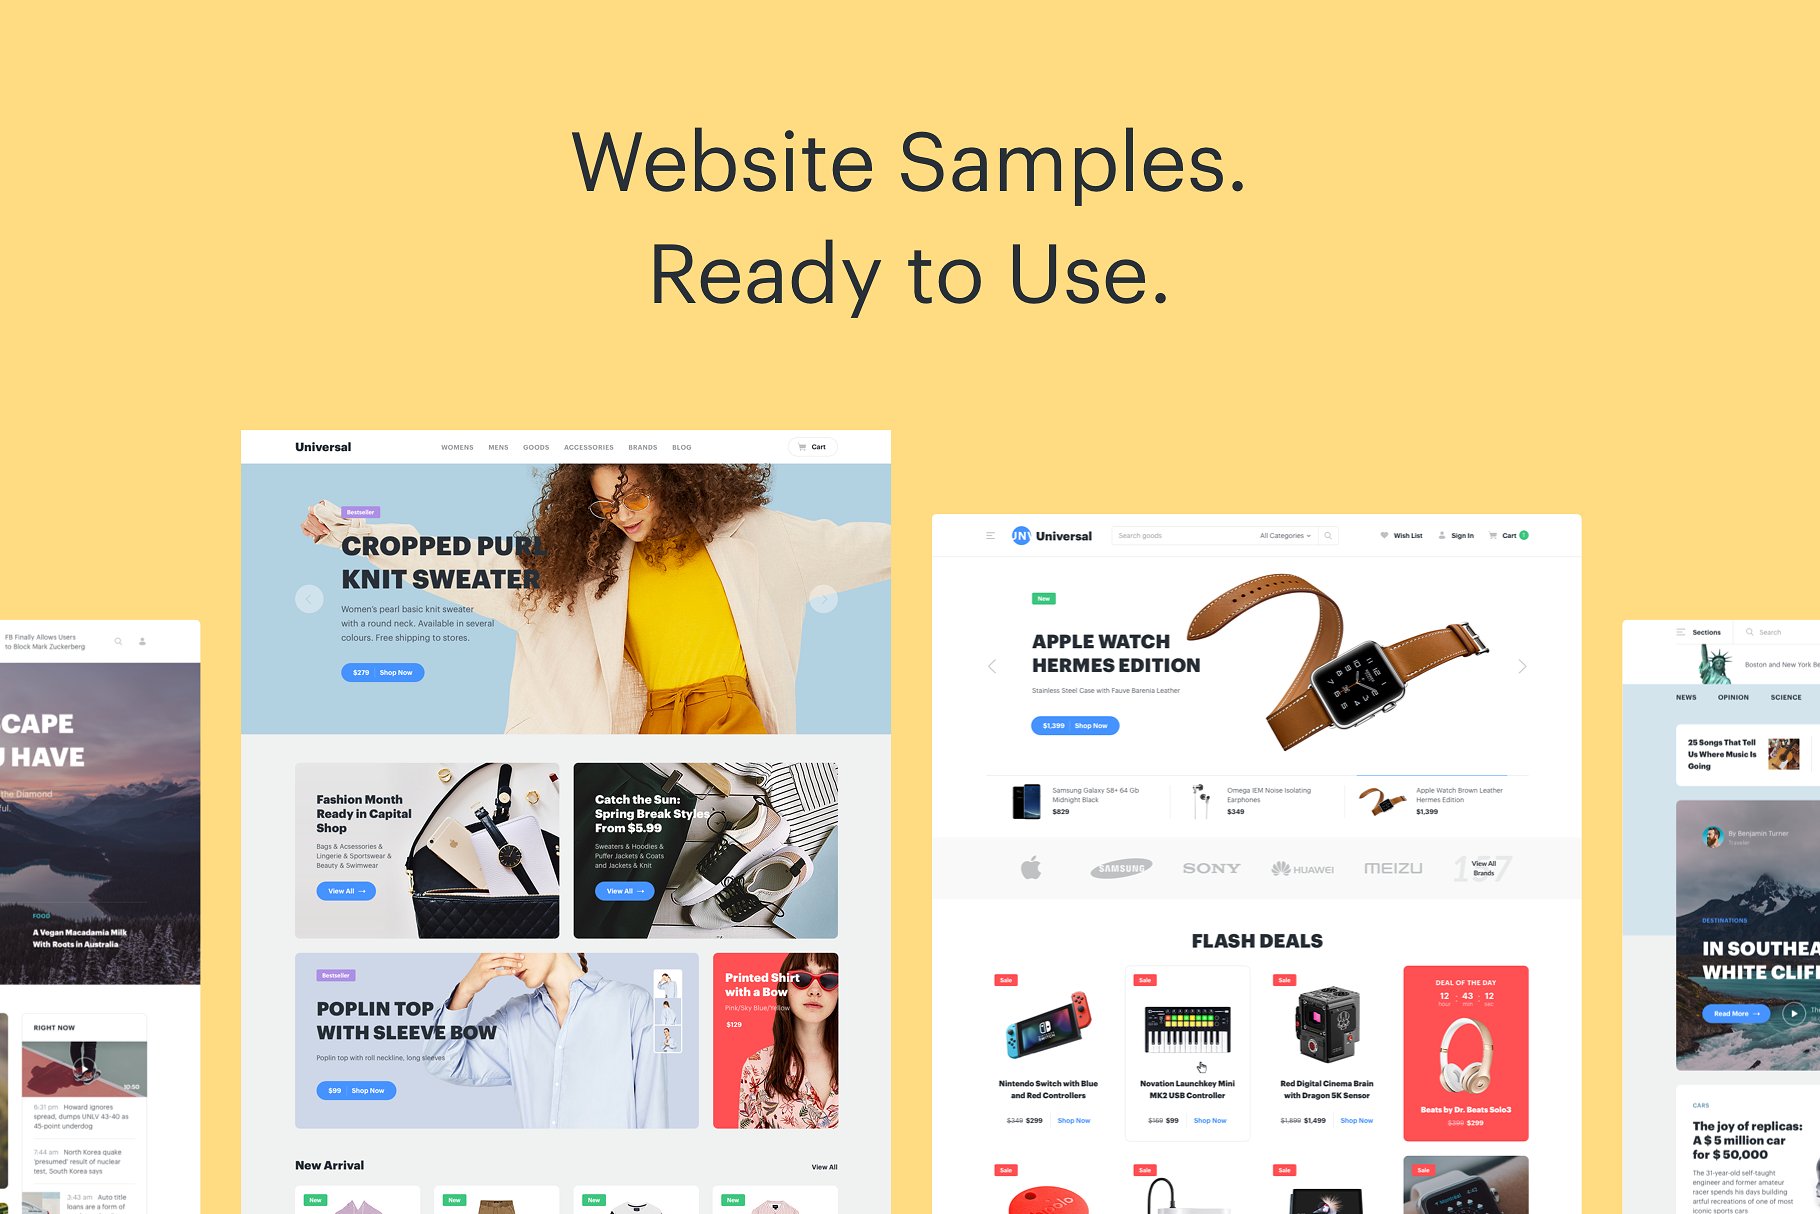 Website Samples.
Ready to Use.
FB Finally Allows Users
to Block Mark Zuckerberg
SCAPE
U HAVE
the Diamond
ful.
FOOD
A Vegan Macadamia Milk
With Roots in Australia
RIGHT NOW
10:50
6:31 pm Howard ignores
spread, dumps UNLV 43-40 as
45-point underdog
7:44 am North Korea quake
'presumed' result of nuclear
test, South Korea says
3:43 am Auto title
loans are a form of
Universal
WOMENS MENS GOODS ACCESSORIES BRANDS BLOG
Cart
Bestseller
CROPPED PURL
KNIT SWEATER
Women's pearl basic knit sweater
with a round neck. Available in several
colours. Free shipping to stores.
$279 Shop Now
Fashion Month
Ready in Capital
Shop
Bags & Acsessories &
Lingerie & Sportswear &
Beauty & Swimwear
View All →
Catch the Sun:
Spring Break Styles
From $5.99
Sweaters & Hoodies &
Puffer Jackets & Coats
and Jackets & Knit
View All →
Bestseller
POPLIN TOP
WITH SLEEVE BOW
Poplin top with roll neckline, long sleeves
$99 Shop Now
Printed Shirt
with a Bow
Pink/Sky Blue/Yellow
$129
New Arrival
View All
New
New
New
New
UNV Universal
Search goods
All Categories
Wish List
Sign In
Cart 1
New
APPLE WATCH
HERMES EDITION
Stainless Steel Case with Fauve Barenia Leather
$1,399 Shop Now
Samsung Galaxy S8+ 64 Gb
Midnight Black
$829
Omega IEM Noise Isolating
Earphones
$349
Apple Watch Brown Leather
Hermes Edition
$1,399
SAMSUNG
SONY
HUAWEI
MEIZU
157
View All
Brands
FLASH DEALS
Sale
Nintendo Switch with Blue
and Red Controllers
$349 $299 Shop Now
Sale
Novation Launchkey Mini
MK2 USB Controller
$169 $99 Shop Now
Sale
Red Digital Cinema Brain
with Dragon 5K Sensor
$1,899 $1,499 Shop Now
DEAL OF THE DAY
12 : 43 : 12
hour min sec
Beats by Dr. Beats Solo3
$399 $299
Sale
Sale
Sale
Sale
Sections
Search
Boston and New York Be
NEWS OPINION SCIENCE
25 Songs That Tell
Us Where Music Is
Going
By Benjamin Turner
Traveler
DESTINATIONS
IN SOUTHEA
WHITE CLIF
Read More →
CARS
The joy of replicas:
A $ 5 million car
for $ 50,000
The 31-year-old self-taught
engineer and former amateur
racer spends his days building
artful recreations of one of most
iconic sports cars